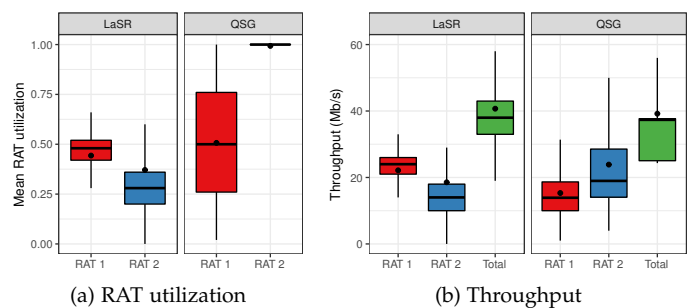 LaSR QSG
Mean RAT utilization
1.00
0.75
0.50
0.25
0.00
RAT 1 RAT 2 RAT 1 RAT 2
(a) RAT utilization
LaSR QSG
Throughput (Mb/s)
60
40
20
0
RAT 1 RAT 2 Total RAT 1 RAT 2 Total
(b) Throughput